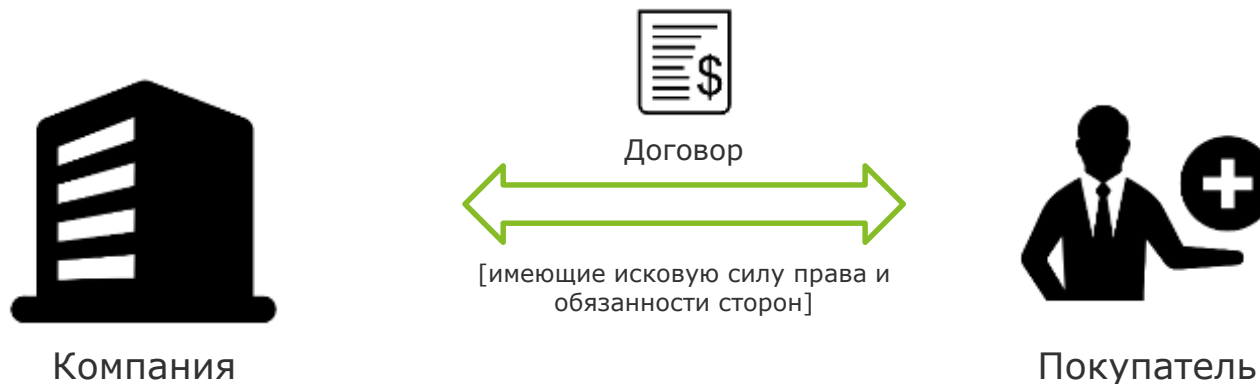 $
Договор
[имеющие исковую силу права и
обязанности сторон]
Компания
Покупатель